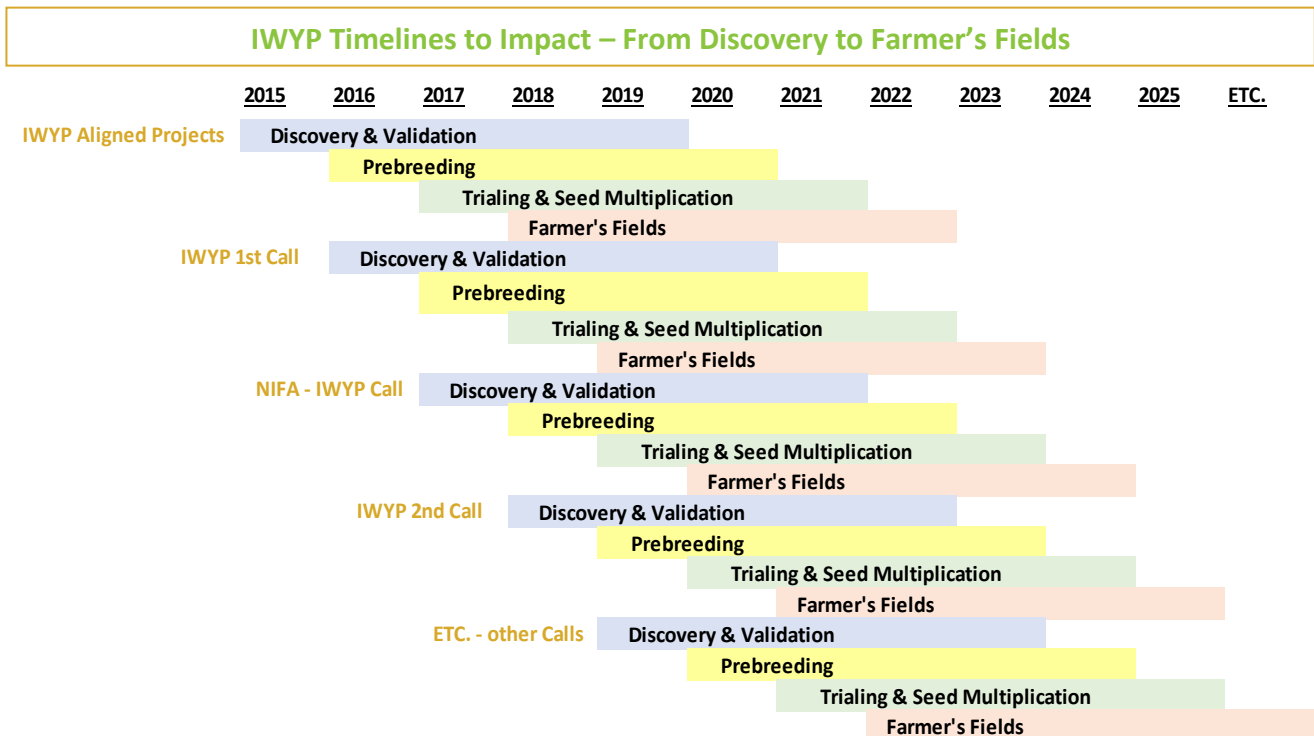 IWYP Timelines to Impact – From Discovery to Farmer's Fields
2015 2016 2017 2018 2019 2020 2021 2022 2023 2024 2025 ETC.
IWYP Aligned Projects Discovery & Validation
Prebreeding
Trialing & Seed Multiplication
Farmer's Fields
IWYP 1st Call Discovery & Validation
Prebreeding
Trialing & Seed Multiplication
Farmer's Fields
NIFA - IWYP Call Discovery & Validation
Prebreeding
Trialing & Seed Multiplication
Farmer's Fields
IWYP 2nd Call Discovery & Validation
Prebreeding
Trialing & Seed Multiplication
Farmer's Fields
ETC. - other Calls Discovery & Validation
Prebreeding
Trialing & Seed Multiplication
Farmer's Fields